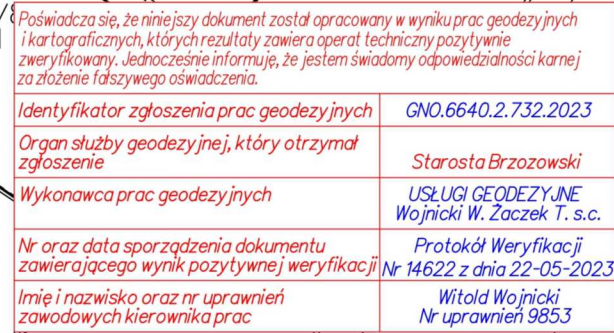 Poświadcza się, że niniejszy dokument został opracowany w wyniku prac geodezyjnych
i kartograficznych, których rezultaty zawiera operat techniczny pozytywnie
zweryfikowany. Jednocześnie informuję, że jestem świadomy odpowiedzialności karnej
za złożenie fałszywego oświadczenia.
Identyfikator zgłoszenia prac geodezyjnych GNO.6640.2.732.2023
Organ służby geodezyjnej, który otrzymał
zgłoszenie Starosta Brzozowski
Wykonawca prac geodezyjnych USŁUGI GEODEZYJNE
Wojnicki W. Żaczek T. s.c.
Nr oraz data sporządzenia dokumentu Protokół Weryfikacji
zawierającego wynik pozytywnej weryfikacji Nr 14622 z dnia 22-05-2023
Imię i nazwisko oraz nr uprawnień Witold Wojnicki
zawodowych kierownika prac Nr uprawnień 9853